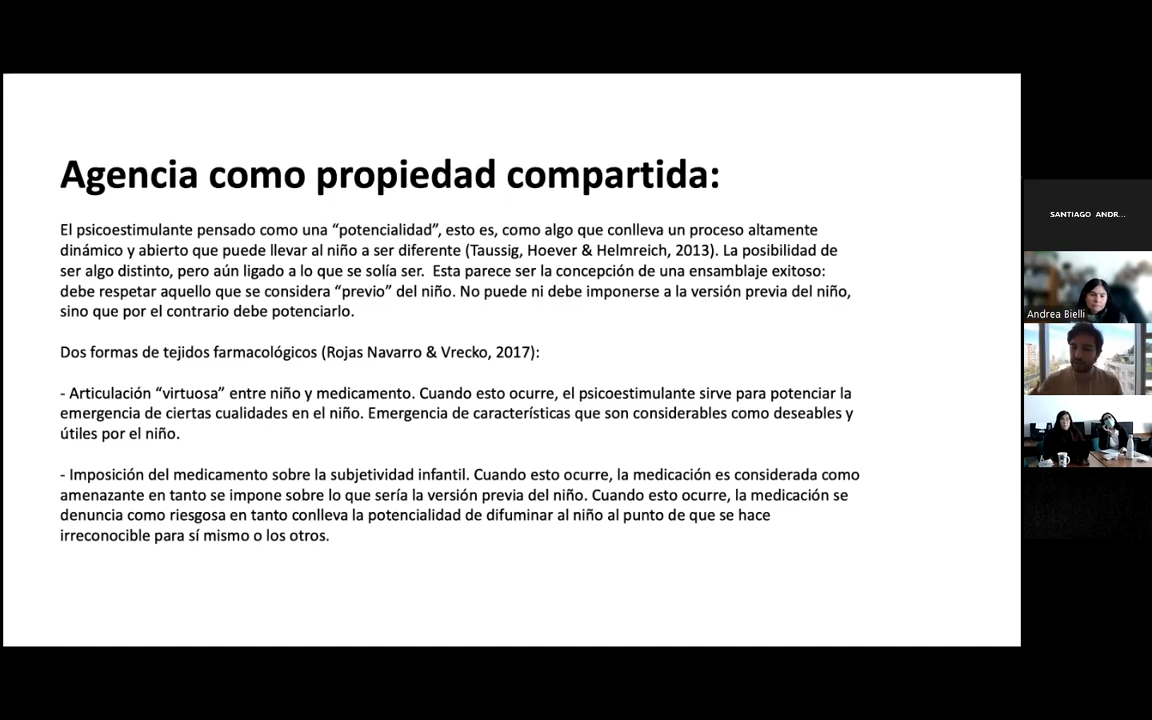 Agencia como propiedad compartida:
El psicoestimulante pensado como una “potencialidad”, esto es, como algo que conlleva un proceso altamente
dinámico y abierto que puede llevar al niño a ser diferente (Taussig, Hoever & Helmreich, 2013). La posibilidad de
ser algo distinto, pero aún ligado a lo que se solía ser.  Esta parece ser la concepción de una ensamblaje exitoso:
debe respetar aquello que se considera “previo” del niño. No puede ni debe imponerse a la versión previa del niño,
sino que por el contrario debe potenciarlo.
Dos formas de tejidos farmacológicos (Rojas Navarro & Vrecko, 2017):
- Articulación “virtuosa” entre niño y medicamento. Cuando esto ocurre, el psicoestimulante sirve para potenciar la
emergencia de ciertas cualidades en el niño. Emergencia de características que son considerables como deseables y
útiles por el niño.
- Imposición del medicamento sobre la subjetividad infantil. Cuando esto ocurre, la medicación es considerada como
amenazante en tanto se impone sobre lo que sería la versión previa del niño. Cuando esto ocurre, la medicación se
denuncia como riesgosa en tanto conlleva la potencialidad de difuminar al niño al punto de que se hace
irreconocible para sí mismo o los otros.
SANTIAGO ANDR...
Andrea Bielli